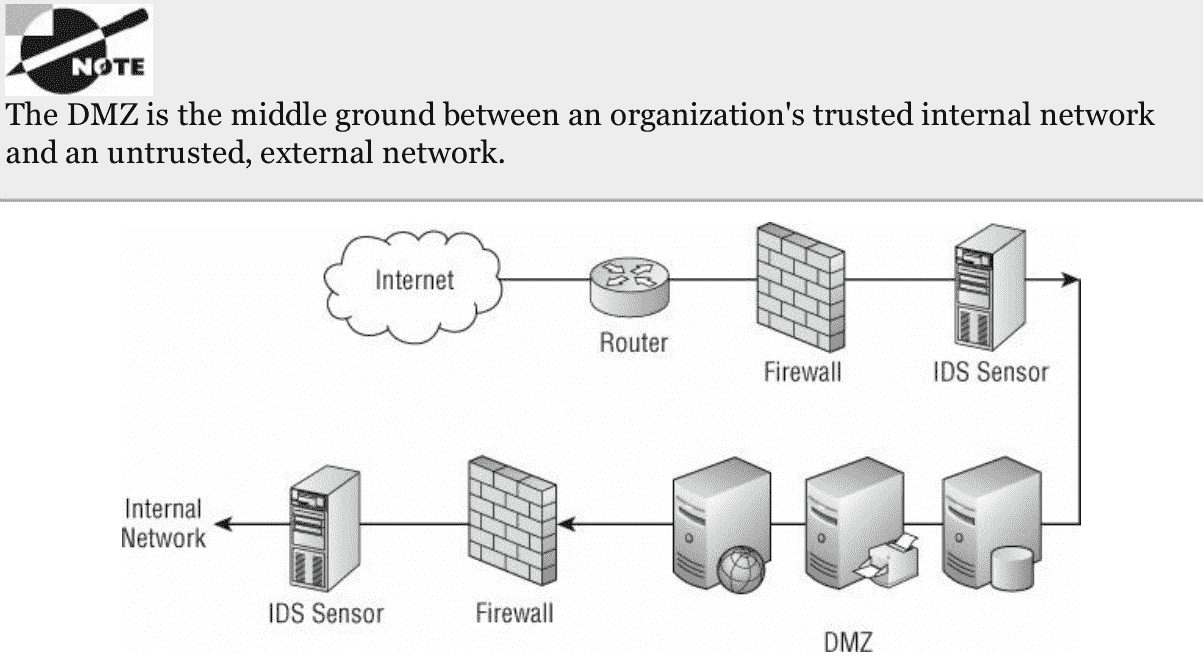 NOTE
The DMZ is the middle ground between an organization's trusted internal network
and an untrusted, external network.
Internet
Router
Firewall
IDS Sensor
Internal
Network
IDS Sensor
Firewall
DMZ